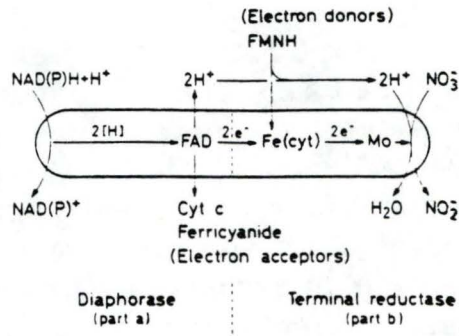 (Electron donors)
FMNH
NAD(P)H+H⁺ 2H⁺ 2H⁺ NO₃⁻
2[H] FAD 2e⁻ Fe(cyt) 2e⁻ Mo
NAD(P)⁺ Cyt c H₂O NO₂⁻
Ferricyanide
(Electron acceptors)
Diaphorase Terminal reductase
(part a) (part b)